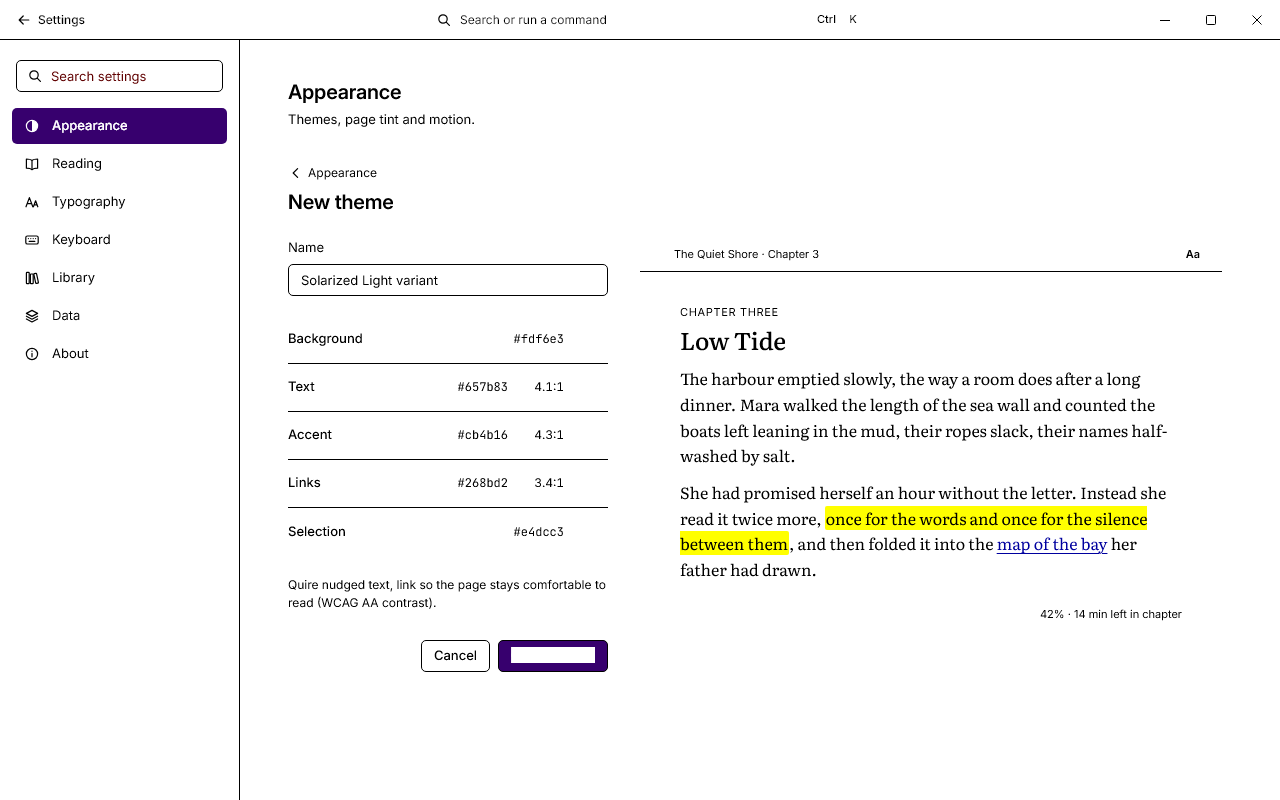 Settings
Search or run a command
Ctrl K
Search settings
Appearance
Reading
Typography
Keyboard
Library
Data
About
Appearance
Themes, page tint and motion.
Appearance
New theme
Name
Solarized Light variant
Background #fdf6e3
Text #657b83 4.1:1
Accent #cb4b16 4.3:1
Links #268bd2 3.4:1
Selection #e4dcc3
Quire nudged text, link so the page stays comfortable to
read (WCAG AA contrast).
Cancel
The Quiet Shore · Chapter 3
Aa
CHAPTER THREE
Low Tide
The harbour emptied slowly, the way a room does after a long
dinner. Mara walked the length of the sea wall and counted the
boats left leaning in the mud, their ropes slack, their names half-
washed by salt.
She had promised herself an hour without the letter. Instead she
read it twice more, once for the words and once for the silence
between them, and then folded it into the map of the bay her
father had drawn.
42% · 14 min left in chapter